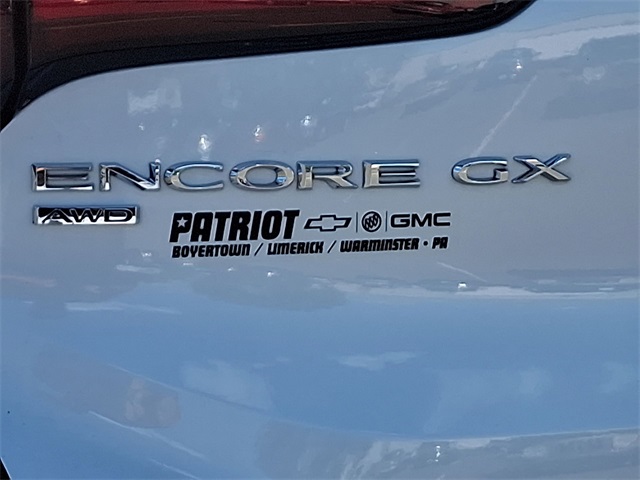 ENCORE GX
AWD
PATRIOT GMC
BOYERTOWN / LIMERICK / WARMINSTER • PA